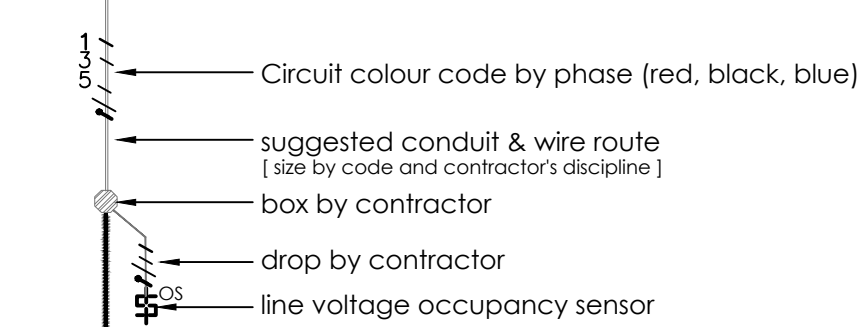 1
3
5
Circuit colour code by phase (red, black, blue)
suggested conduit & wire route
[ size by code and contractor's discipline ]
box by contractor
drop by contractor
OS
line voltage occupancy sensor